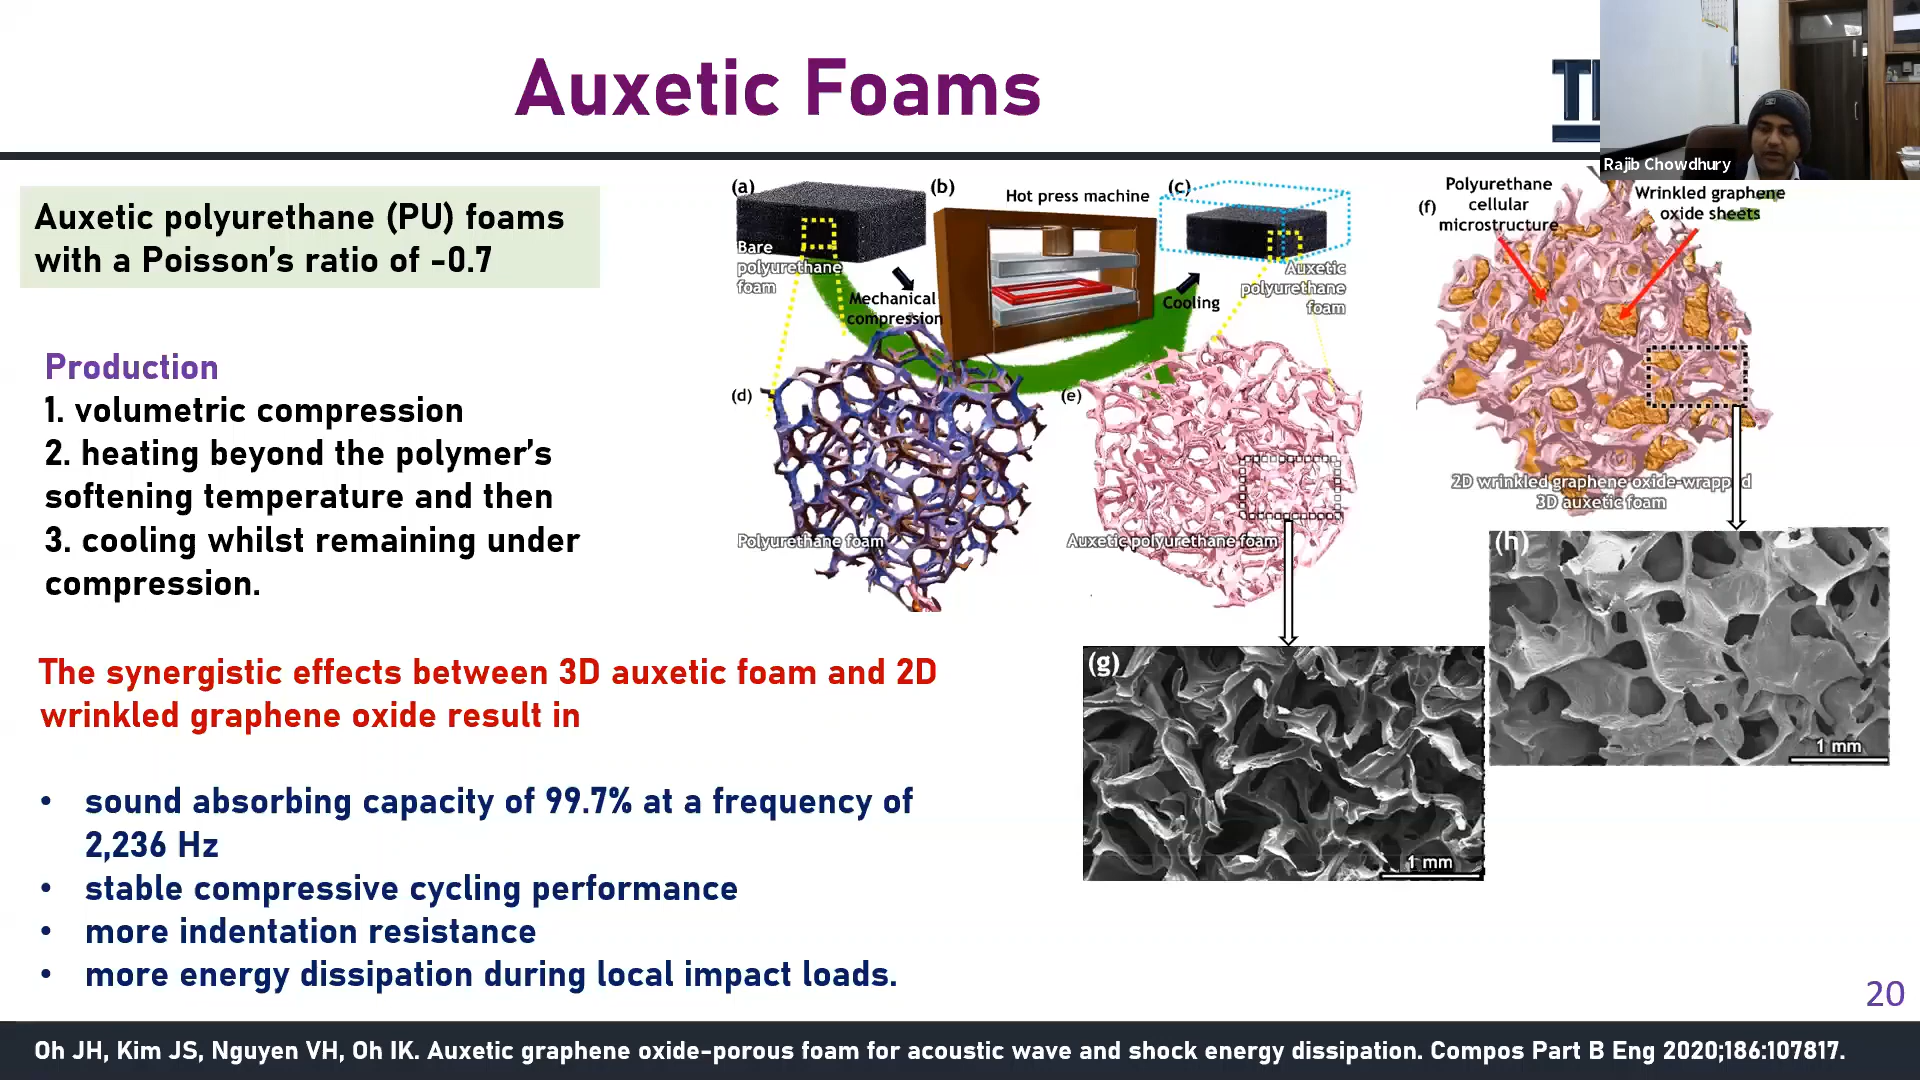 Auxetic Foams
Rajib Chowdhury
Auxetic polyurethane (PU) foams
with a Poisson's ratio of -0.7
Production
1. volumetric compression
2. heating beyond the polymer's
softening temperature and then
3. cooling whilst remaining under
compression.
The synergistic effects between 3D auxetic foam and 2D
wrinkled graphene oxide result in
• sound absorbing capacity of 99.7% at a frequency of
2,236 Hz
• stable compressive cycling performance
• more indentation resistance
• more energy dissipation during local impact loads.
(a)
Bare
polyurethane
foam
Mechanical
compression
(b)
Hot press machine
(c)
Auxetic
polyurethane
foam
Cooling
(d)
Polyurethane foam
(e)
Auxetic polyurethane foam
(f)
Polyurethane
cellular
microstructure
Wrinkled graphene
oxide sheets
2D wrinkled graphene oxide-wrapp d
3D auxetic foam
(g)
1 mm
(h)
1 mm
20
Oh JH, Kim JS, Nguyen VH, Oh IK. Auxetic graphene oxide-porous foam for acoustic wave and shock energy dissipation. Compos Part B Eng 2020;186:107817.